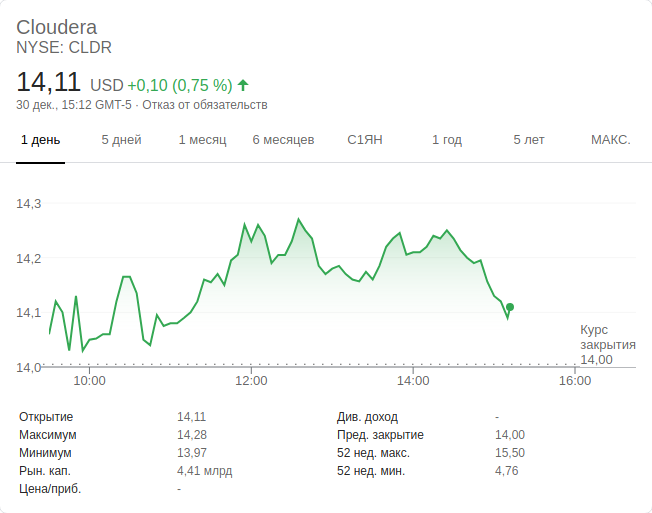 Cloudera
NYSE: CLDR
14,11 USD +0,10 (0,75 %)
30 дек., 15:12 GMT-5 · Отказ от обязательств
1 день 5 дней 1 месяц 6 месяцев С1ЯН 1 год 5 лет МАКС.
14,3
14,2
14,1
Курс
закрытия
14,00
14,0
10:00 12:00 14:00 16:00
Открытие 14,11 Див. доход -
Максимум 14,28 Пред. закрытие 14,00
Минимум 13,97 52 нед. макс. 15,50
Рын. кап. 4,41 млрд 52 нед. мин. 4,76
Цена/приб. -